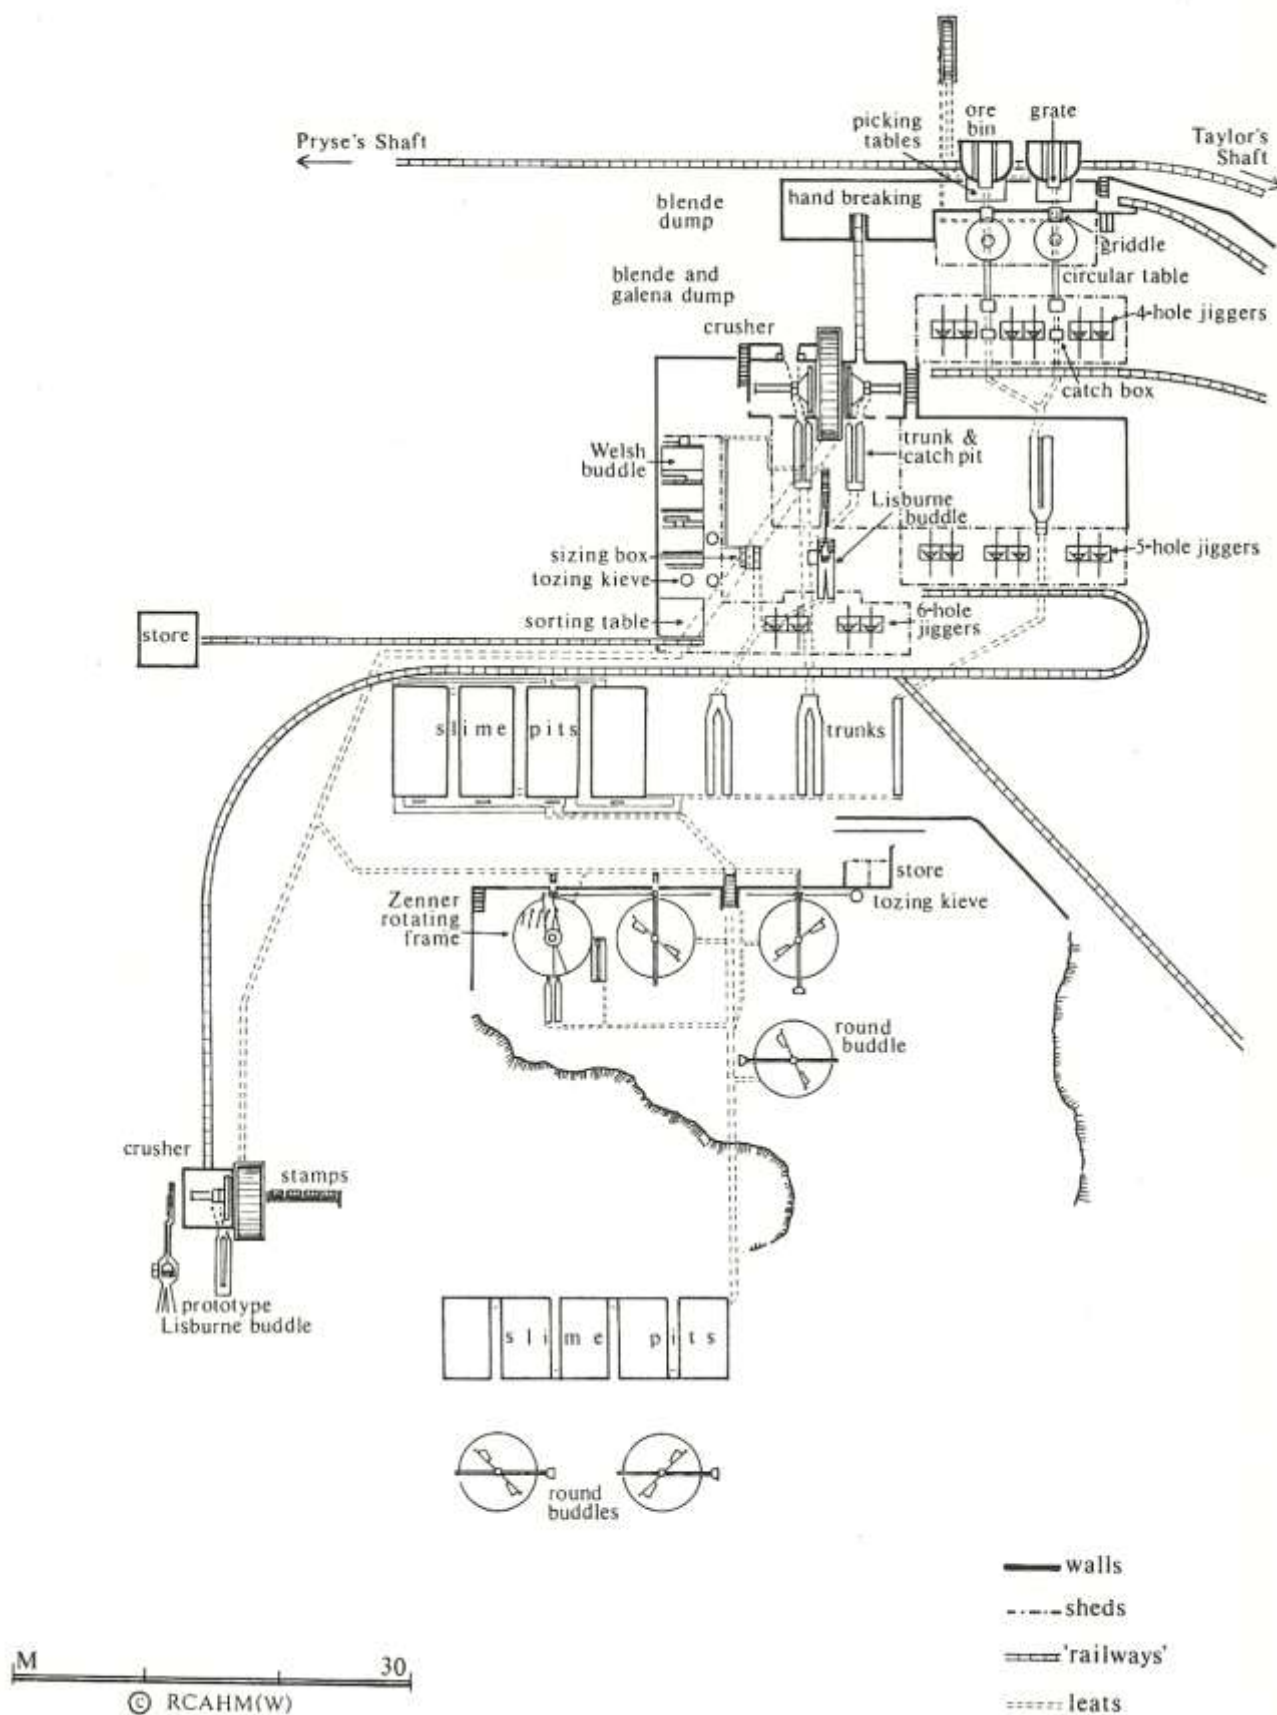 Pryse's Shaft
picking
tables
ore
bin
grate
Taylor's
Shaft
blende
dump
hand breaking
griddle
circular table
blende and
galena dump
4-hole jiggers
crusher
catch box
Welsh
buddle
trunk &
catch pit
Lisburne
buddle
sizing box
5-hole jiggers
tozing kieve
sorting table
6-hole
jiggers
store
slime pits
trunks
store
Zenner
rotating
frame
tozing kieve
round
buddle
crusher
stamps
prototype
Lisburne buddle
slime pits
round
buddles
walls
sheds
'railways'
leats
M 30
© RCAHM(W)